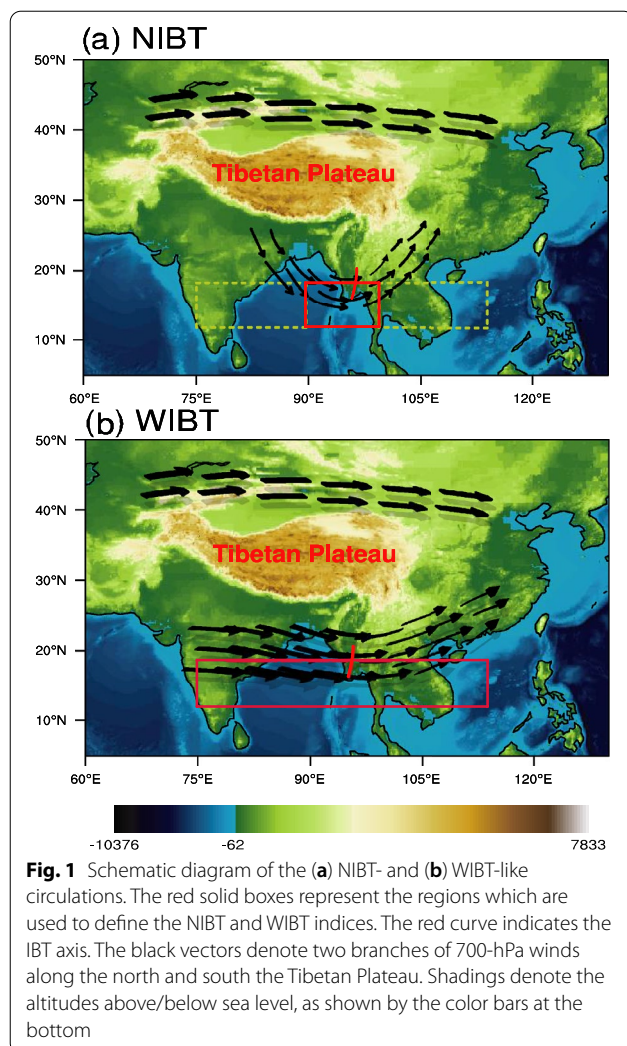 (a) NIBT
50°N
40°N
30°N
20°N
10°N
Tibetan Plateau
60°E 75°E 90°E 105°E 120°E
(b) WIBT
50°N
40°N
30°N
20°N
10°N
Tibetan Plateau
60°E 75°E 90°E 105°E 120°E
-10376 -62 7833
Fig. 1 Schematic diagram of the (a) NIBT- and (b) WIBT-like
circulations. The red solid boxes represent the regions which are
used to define the NIBT and WIBT indices. The red curve indicates the
IBT axis. The black vectors denote two branches of 700-hPa winds
along the north and south the Tibetan Plateau. Shadings denote the
altitudes above/below sea level, as shown by the color bars at the
bottom